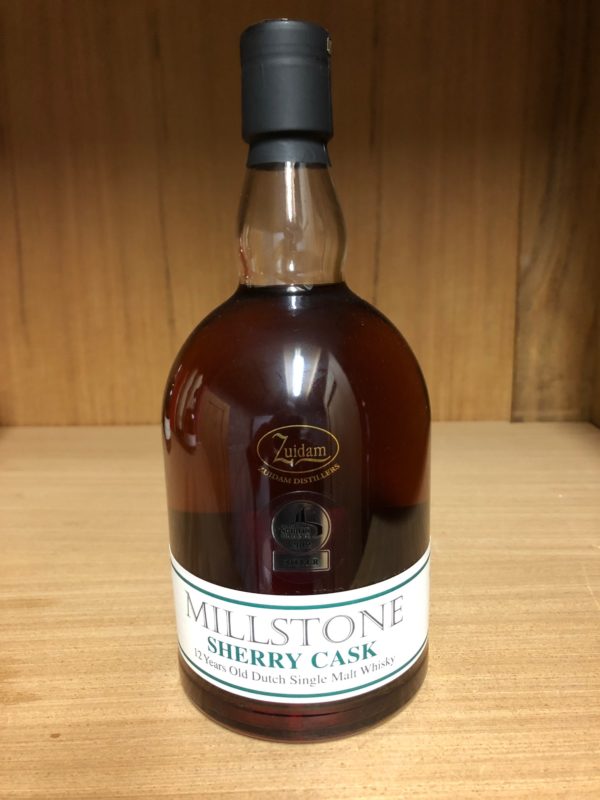 Zuidam
ZUIDAM DISTILLERS
MILLSTONE
SHERRY CASK
12 Years Old Dutch Single Malt Whisky